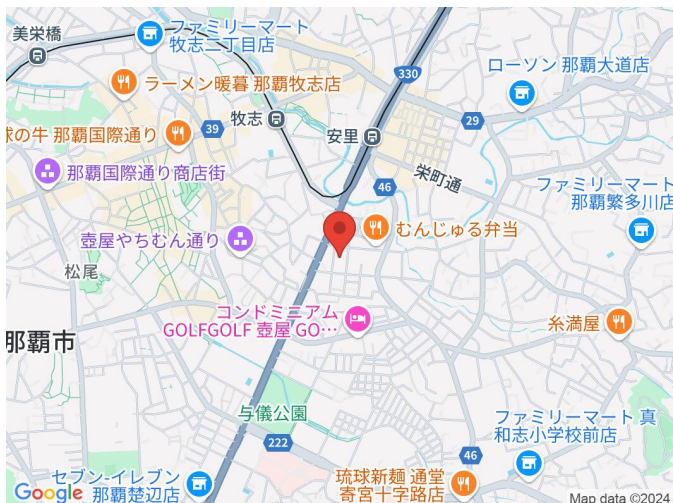 美栄橋
ファミリーマート
牧志二丁目店
ラーメン暖暮 那覇牧志店
330
ローソン 那覇大道店
牧志
安里
29
39
球の牛 那覇国際通り
46
栄町通
那覇国際通り商店街
ファミリーマート
那覇繁多川店
壺屋やちむん通り
むんじゅる弁当
松尾
コンドミニアム
GOLFGOLF 壺屋 GO…
糸満屋
那覇市
与儀公園
222
ファミリーマート 真
和志小学校前店
46
セブン-イレブン
那覇楚辺店
琉球新麺 通堂
寄宮十字路店
Google
Map data ©2024